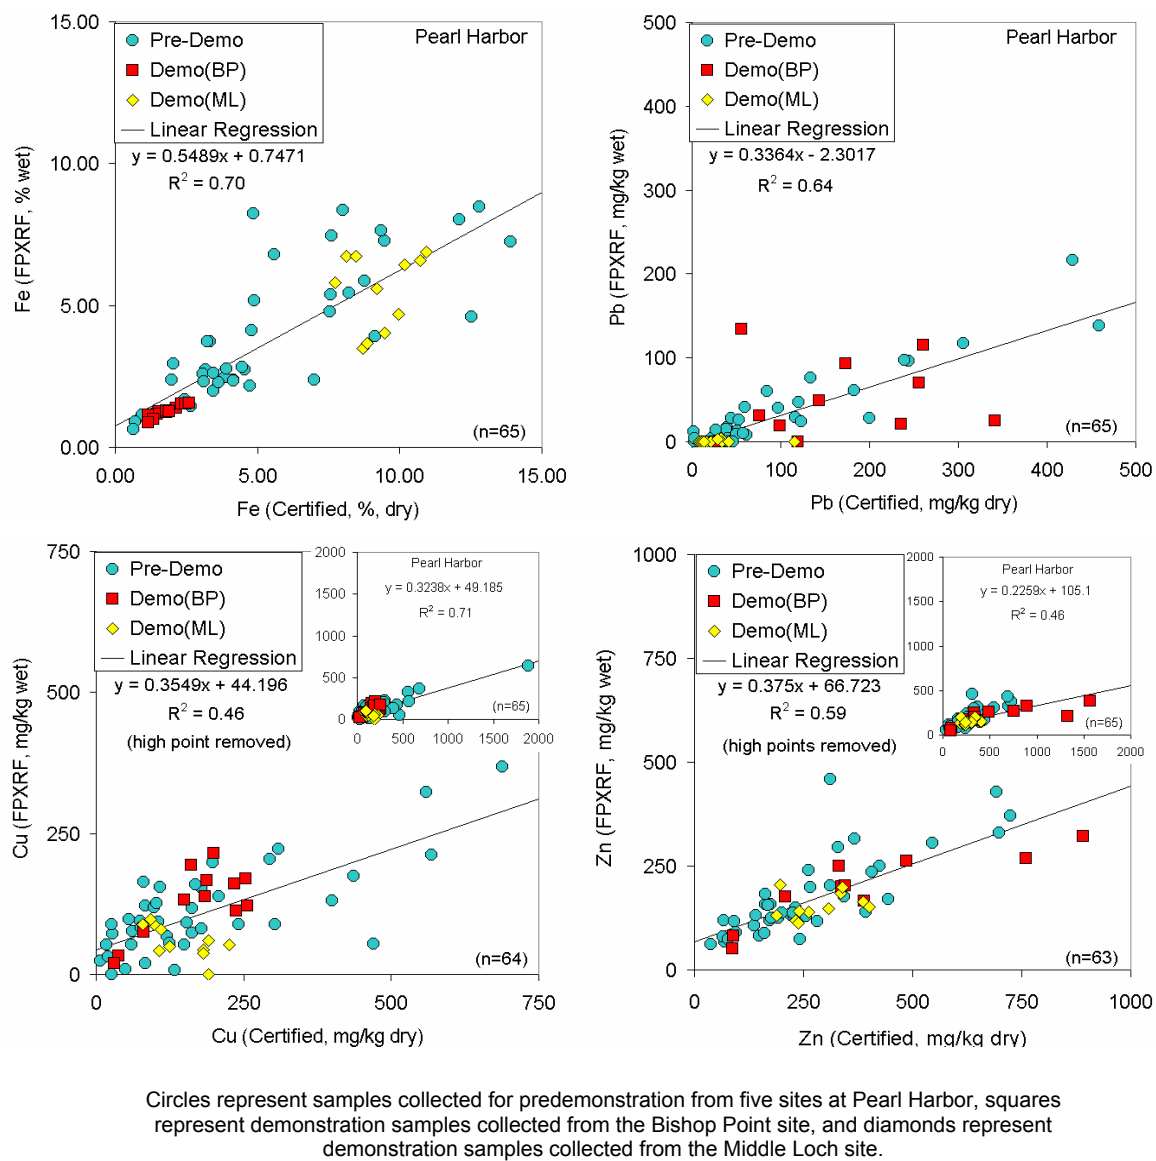 15.00
Pre-Demo
Demo(BP)
Demo(ML)
Linear Regression
Pearl Harbor
y = 0.5489x + 0.7471
R² = 0.70
10.00
5.00
0.00
(n=65)
0.00 5.00 10.00 15.00
Fe (FPXRF, % wet)
Fe (Certified, %, dry)
500
Pre-Demo
Demo(BP)
Demo(ML)
Linear Regression
Pearl Harbor
y = 0.3364x - 2.3017
R² = 0.64
400
300
200
100
0
(n=65)
0 100 200 300 400 500
Pb (FPXRF, mg/kg wet)
Pb (Certified, mg/kg dry)
750
Pre-Demo
Demo(BP)
Demo(ML)
Linear Regression
y = 0.3549x + 44.196
R² = 0.46
(high point removed)
500
250
0
(n=64)
0 250 500 750
Cu (FPXRF, mg/kg wet)
Cu (Certified, mg/kg dry)
2000
1500
1000
500
0
Pearl Harbor
y = 0.3238x + 49.185
R² = 0.71
(n=65)
0 500 1000 1500 2000
1000
Pre-Demo
Demo(BP)
Demo(ML)
Linear Regression
y = 0.375x + 66.723
R² = 0.59
(high points removed)
750
500
250
0
(n=63)
0 250 500 750 1000
Zn (FPXRF, mg/kg wet)
Zn (Certified, mg/kg dry)
2000
1500
1000
500
0
Pearl Harbor
y = 0.2259x + 105.1
R² = 0.46
(n=65)
0 500 1000 1500 2000
Circles represent samples collected for predemonstration from five sites at Pearl Harbor, squares
represent demonstration samples collected from the Bishop Point site, and diamonds represent
demonstration samples collected from the Middle Loch site.